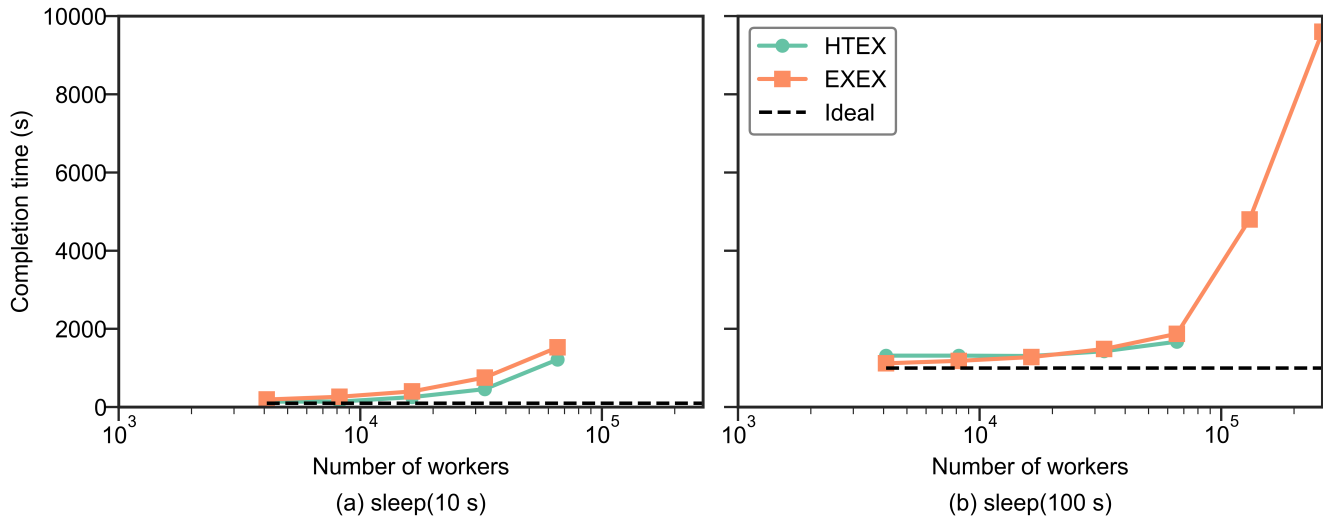 10000
8000
6000
4000
2000
0
Completion time (s)
10^3
10^4
10^5
Number of workers
(a) sleep(10 s)
HTEX
EXEX
Ideal
10^3
10^4
10^5
Number of workers
(b) sleep(100 s)